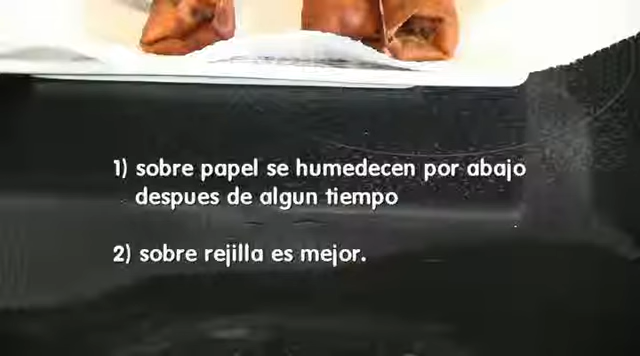 1) sobre papel se humedecen por abajo
despues de algun tiempo
2) sobre rejilla es mejor.